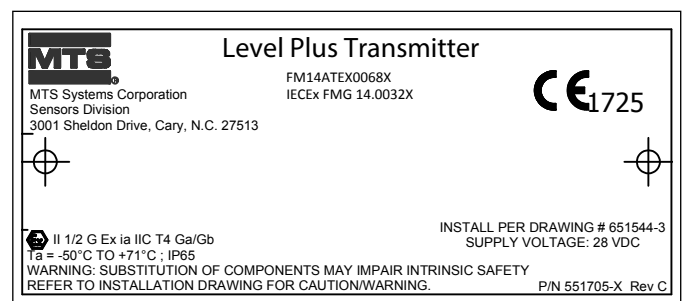 MTS
®
Level Plus Transmitter
FM14ATEX0068X
IECEx FMG 14.0032X
CE 1725
MTS Systems Corporation
Sensors Division
3001 Sheldon Drive, Cary, N.C. 27513
Ex II 1/2 G Ex ia IIC T4 Ga/Gb
Ta = -50°C TO +71°C ; IP65
INSTALL PER DRAWING # 651544-3
SUPPLY VOLTAGE: 28 VDC
WARNING: SUBSTITUTION OF COMPONENTS MAY IMPAIR INTRINSIC SAFETY
REFER TO INSTALLATION DRAWING FOR CAUTION/WARNING.
P/N 551705-X Rev C